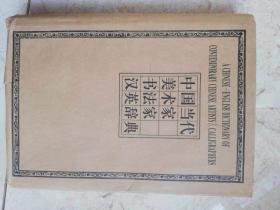 中国当代
美术家
书法家
汉英辞典
A CHINESE-ENGLISH DICTIONARY OF
CONTEMPORARY CHINESE ARTISTS CALLIGRAPHERS